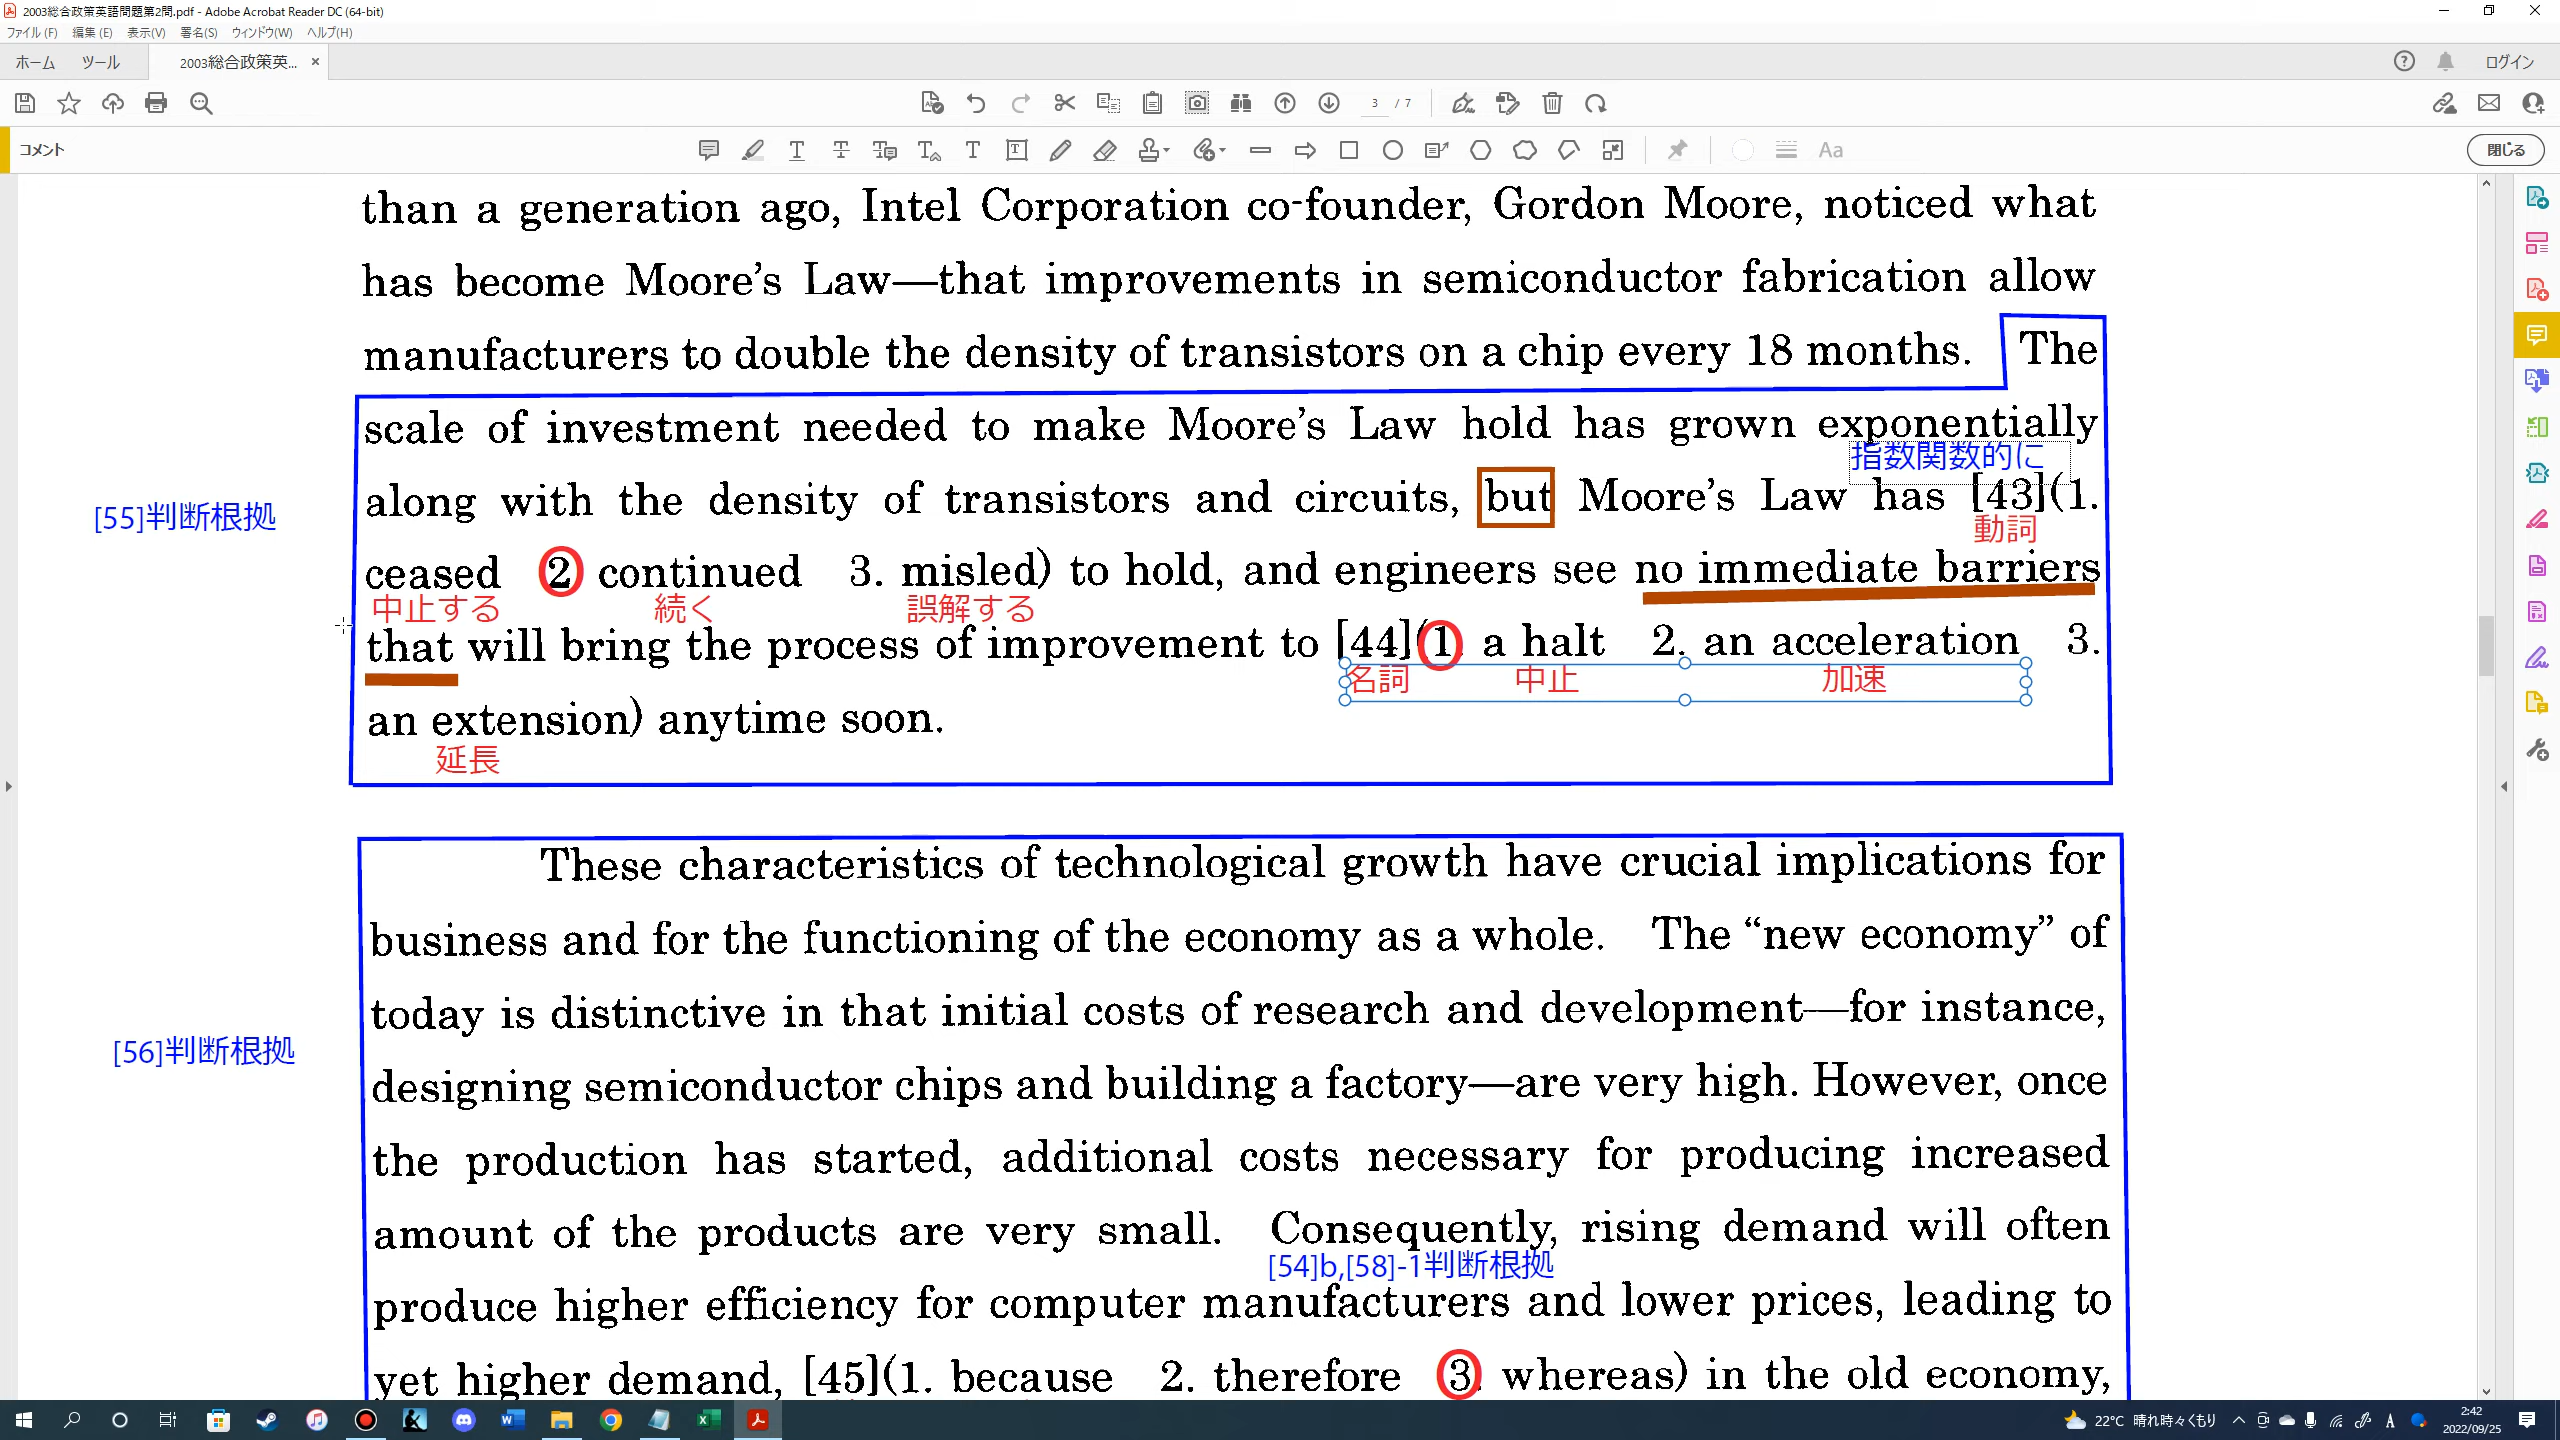 2003総合政策英語問題第2問.pdf - Adobe Acrobat Reader DC (64-bit)
ファイル(F) 編集(E) 表示(V) 署名(S) ウィンドウ(W) ヘルプ(H)
ホーム ツール 2003総合政策英... × ログイン
3 / 7
コメント Aa 閉じる
than a generation ago, Intel Corporation co-founder, Gordon Moore, noticed what
has become Moore's Law—that improvements in semiconductor fabrication allow
manufacturers to double the density of transistors on a chip every 18 months. The
scale of investment needed to make Moore's Law hold has grown exponentially
指数関数的に
along with the density of transistors and circuits, but Moore's Law has [43](1.
[55]判断根拠
動詞
ceased 2 continued 3. misled) to hold, and engineers see no immediate barriers
中止する 続く 誤解する
that will bring the process of improvement to [44](1 a halt 2. an acceleration 3.
名詞 中止 加速
an extension) anytime soon.
延長
These characteristics of technological growth have crucial implications for
business and for the functioning of the economy as a whole. The “new economy” of
today is distinctive in that initial costs of research and development—for instance,
[56]判断根拠
designing semiconductor chips and building a factory—are very high. However, once
the production has started, additional costs necessary for producing increased
amount of the products are very small. Consequently, rising demand will often
[54]b,[58]-1判断根拠
produce higher efficiency for computer manufacturers and lower prices, leading to
yet higher demand, [45](1. because 2. therefore 3 whereas) in the old economy,
22°C 晴れ時々くもり A 2:42
2022/09/25